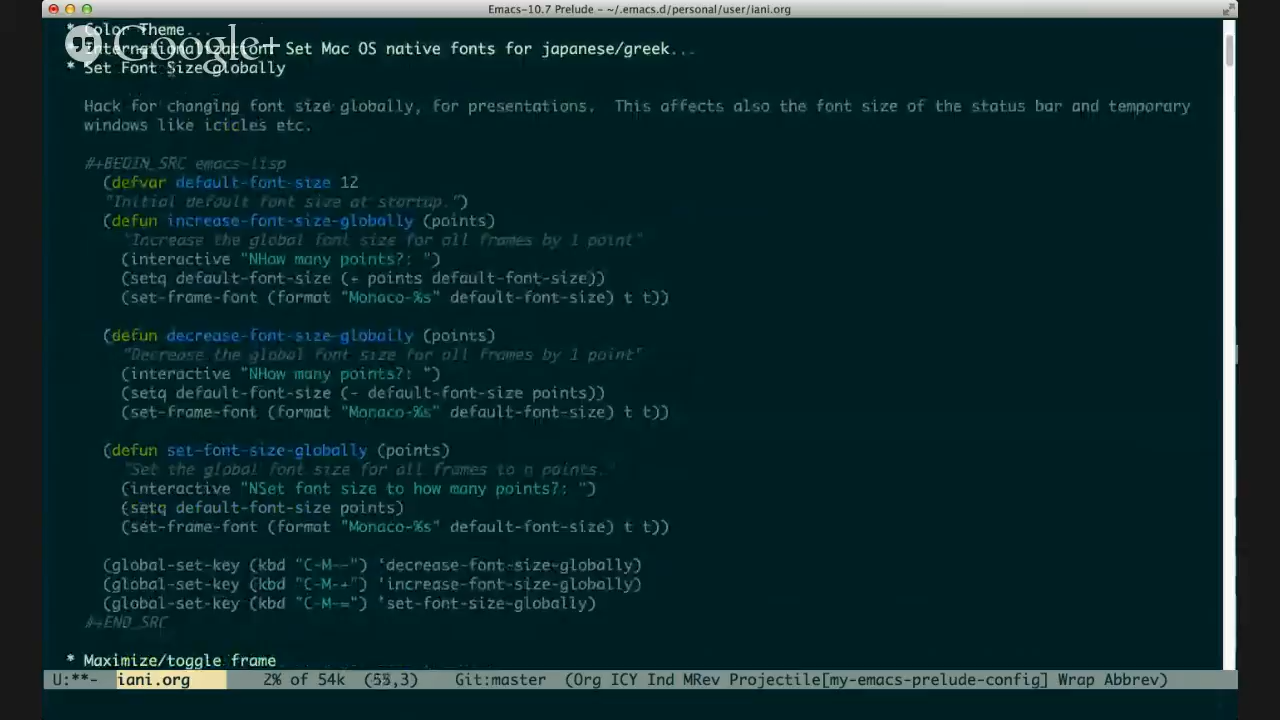 Emacs-10.7 Prelude - ~/.emacs.d/personal/user/iani.org
* Color Theme...
Google+
* Internationalization: Set Mac OS native fonts for japanese/greek...
* Set Font Size globally
Hack for changing font size globally, for presentations.  This affects also the font size of the status bar and temporary
windows like icicles etc.
#+BEGIN_SRC emacs-lisp
(defvar default-font-size 12
"Initial default font size at startup.")
(defun increase-font-size-globally (points)
"Increase the global font size for all frames by 1 point"
(interactive "NHow many points?: ")
(setq default-font-size (+ points default-font-size))
(set-frame-font (format "Monaco-%s" default-font-size) t t))
(defun decrease-font-size-globally (points)
"Decrease the global font size for all frames by 1 point"
(interactive "NHow many points?: ")
(setq default-font-size (- default-font-size points))
(set-frame-font (format "Monaco-%s" default-font-size) t t))
(defun set-font-size-globally (points)
"Set the global font size for all frames to n points."
(interactive "NSet font size to how many points?: ")
(setq default-font-size points)
(set-frame-font (format "Monaco-%s" default-font-size) t t))
(global-set-key (kbd "C-M--") 'decrease-font-size-globally)
(global-set-key (kbd "C-M-+") 'increase-font-size-globally)
(global-set-key (kbd "C-M-=") 'set-font-size-globally)
#+END_SRC
* Maximize/toggle frame
U:**-  iani.org  2% of 54k  (55,3)  Git:master  (Org ICY Ind MRev Projectile[my-emacs-prelude-config] Wrap Abbrev)